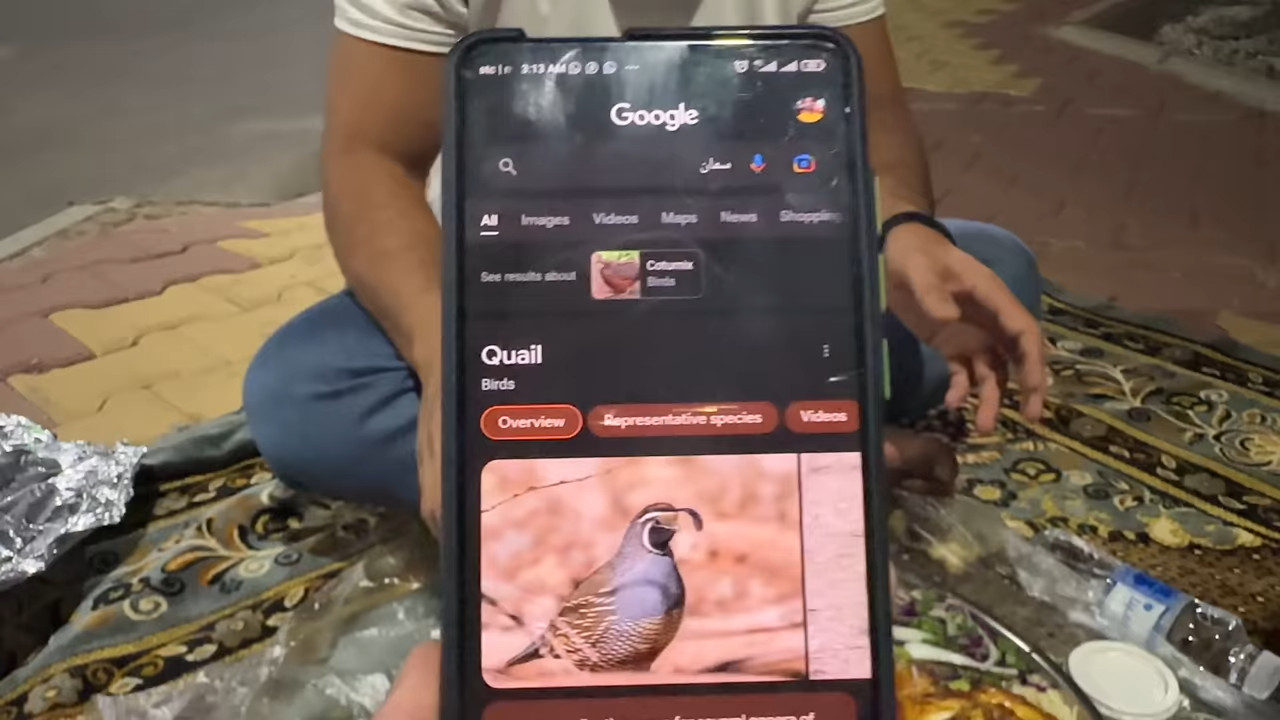 stc | 3:13 AM
Google
سمان
All Images Videos Maps News Shopping
See results about
Coturnix
Birds
Quail
Birds
Overview Representative species Videos